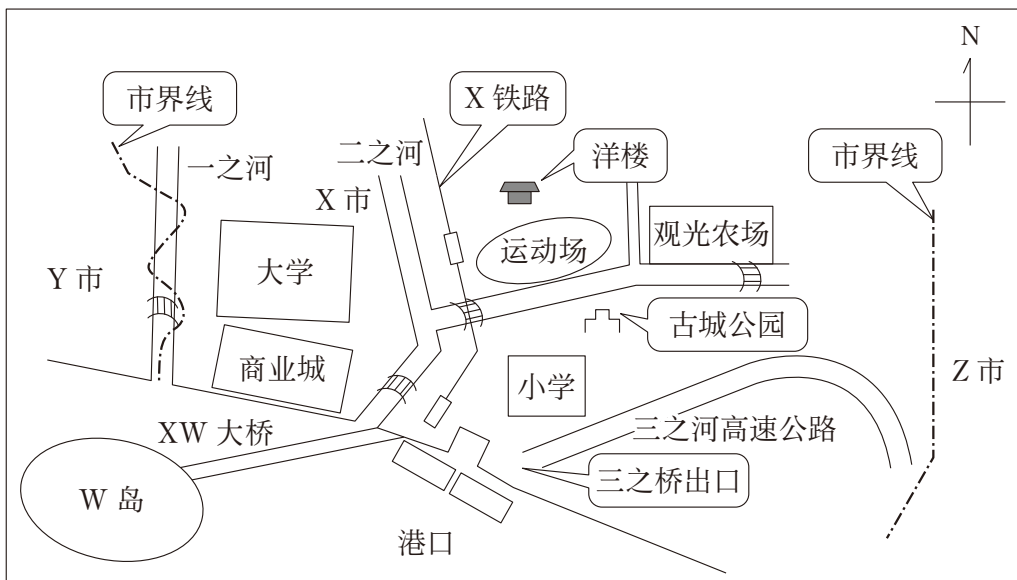 N
市界线
X 铁路
一之河
二之河
洋楼
市界线
X 市
运动场
观光农场
Y 市
大学
古城公园
商业城
小学
Z 市
XW 大桥
三之河高速公路
三之桥出口
W 岛
港口